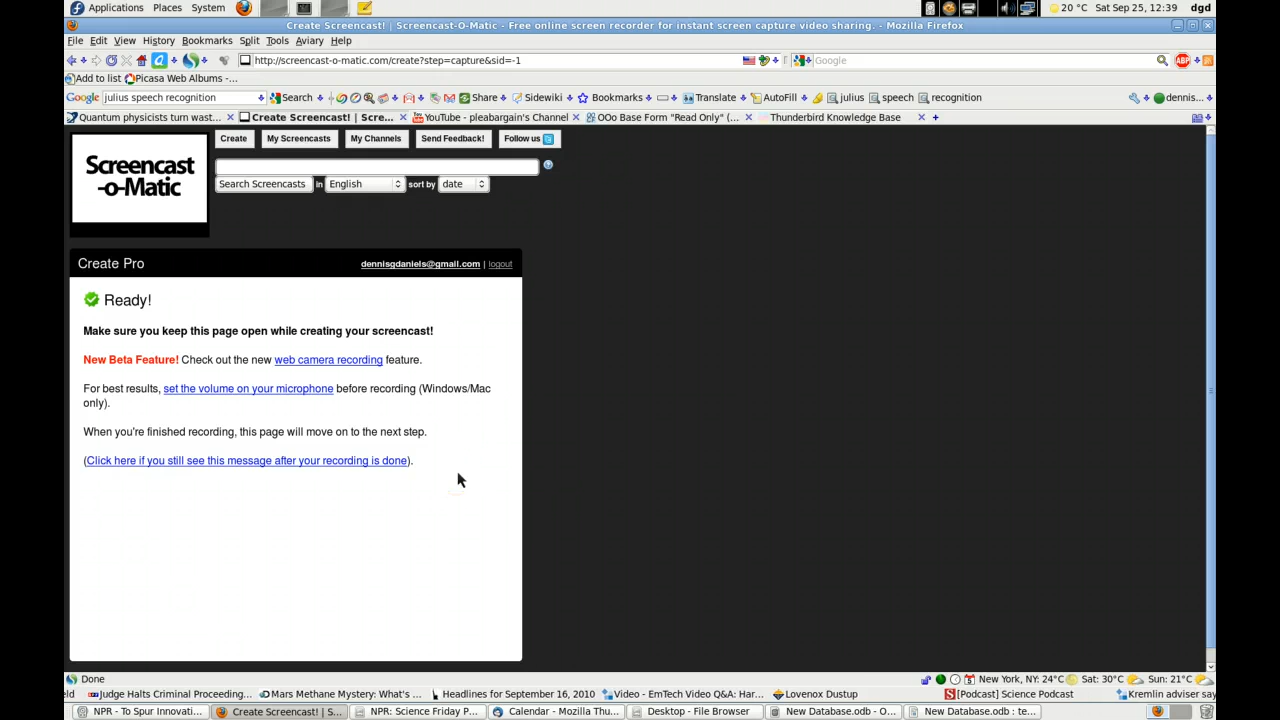 Applications Places System 20 °C Sat Sep 25, 12:39 dgd
Create Screencast! | Screencast-O-Matic - Free online screen recorder for instant screen capture video sharing. - Mozilla Firefox
File Edit View History Bookmarks Split Tools Aviary Help
http://screencast-o-matic.com/create?step=capture&sid=-1 Google ABP
Add to list Picasa Web Albums -...
Google julius speech recognition Search Share Sidewiki Bookmarks Translate AutoFill julius speech recognition dennis...
Quantum physicists turn wast... Create Screencast! | Scre... YouTube - pleabargain's Channel OOo Base Form "Read Only" (... Thunderbird Knowledge Base
Create My Screencasts My Channels Send Feedback! Follow us
Screencast
-o-Matic
Search Screencasts in English sort by date
Create Pro dennisgdaniels@gmail.com | logout
Ready!
Make sure you keep this page open while creating your screencast!
New Beta Feature! Check out the new web camera recording feature.
For best results, set the volume on your microphone before recording (Windows/Mac
only).
When you're finished recording, this page will move on to the next step.
(Click here if you still see this message after your recording is done).
Done New York, NY: 24°C Sat: 30°C Sun: 21°C
eld Judge Halts Criminal Proceeding... Mars Methane Mystery: What's ... Headlines for September 16, 2010 Video - EmTech Video Q&A: Har... Lovenox Dustup [Podcast] Science Podcast Kremlin adviser say
NPR - To Spur Innovati... Create Screencast! | S... NPR: Science Friday P... Calendar - Mozilla Thu... Desktop - File Browser New Database.odb - O... New Database.odb : te...